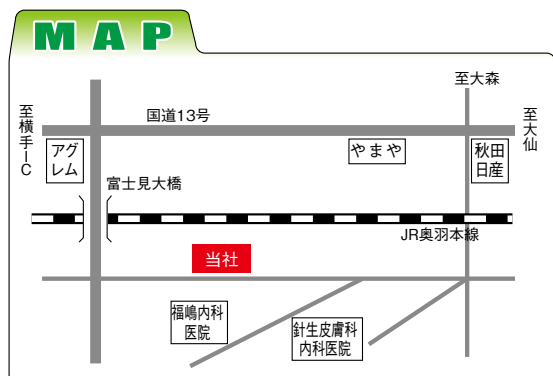 MAP
至大森
至横手IC
国道13号
至大仙
アグ
レム
やまや
秋田
日産
富士見大橋
JR奥羽本線
当社
福嶋内科
医院
針生皮膚科
内科医院